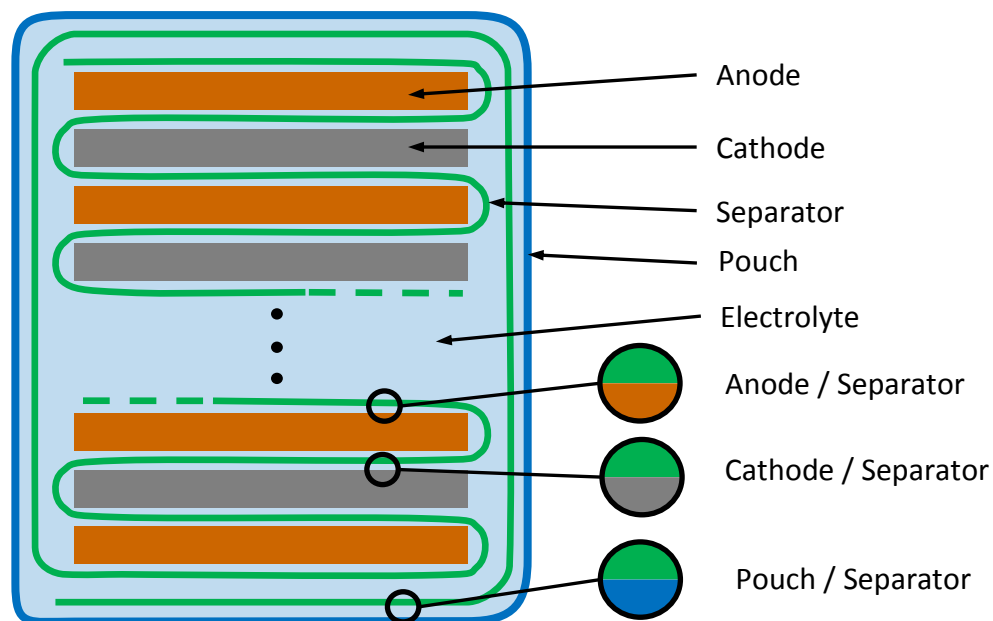 Anode
Cathode
Separator
Pouch
Electrolyte
Anode / Separator
Cathode / Separator
Pouch / Separator